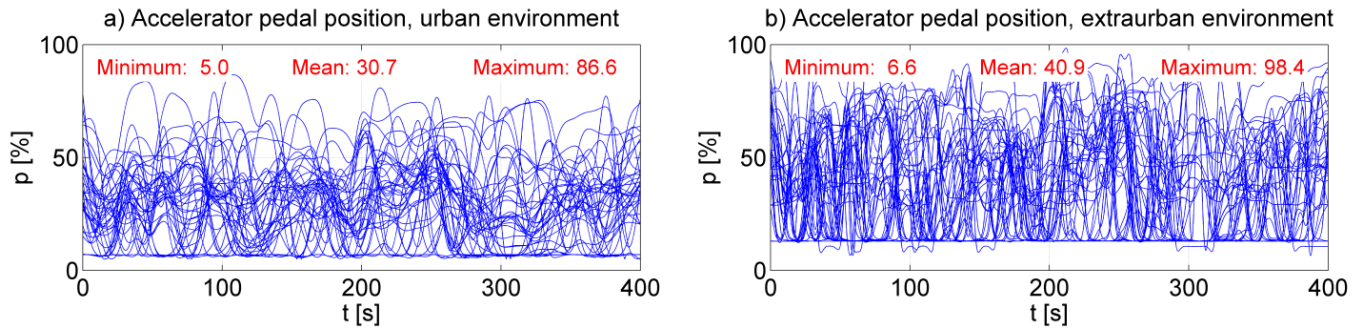 a) Accelerator pedal position, urban environment
100
Minimum: 5.0 Mean: 30.7 Maximum: 86.6
p [%]
50
0
0 100 200 300 400
t [s]
b) Accelerator pedal position, extraurban environment
100
Minimum: 6.6 Mean: 40.9 Maximum: 98.4
p [%]
50
0
0 100 200 300 400
t [s]